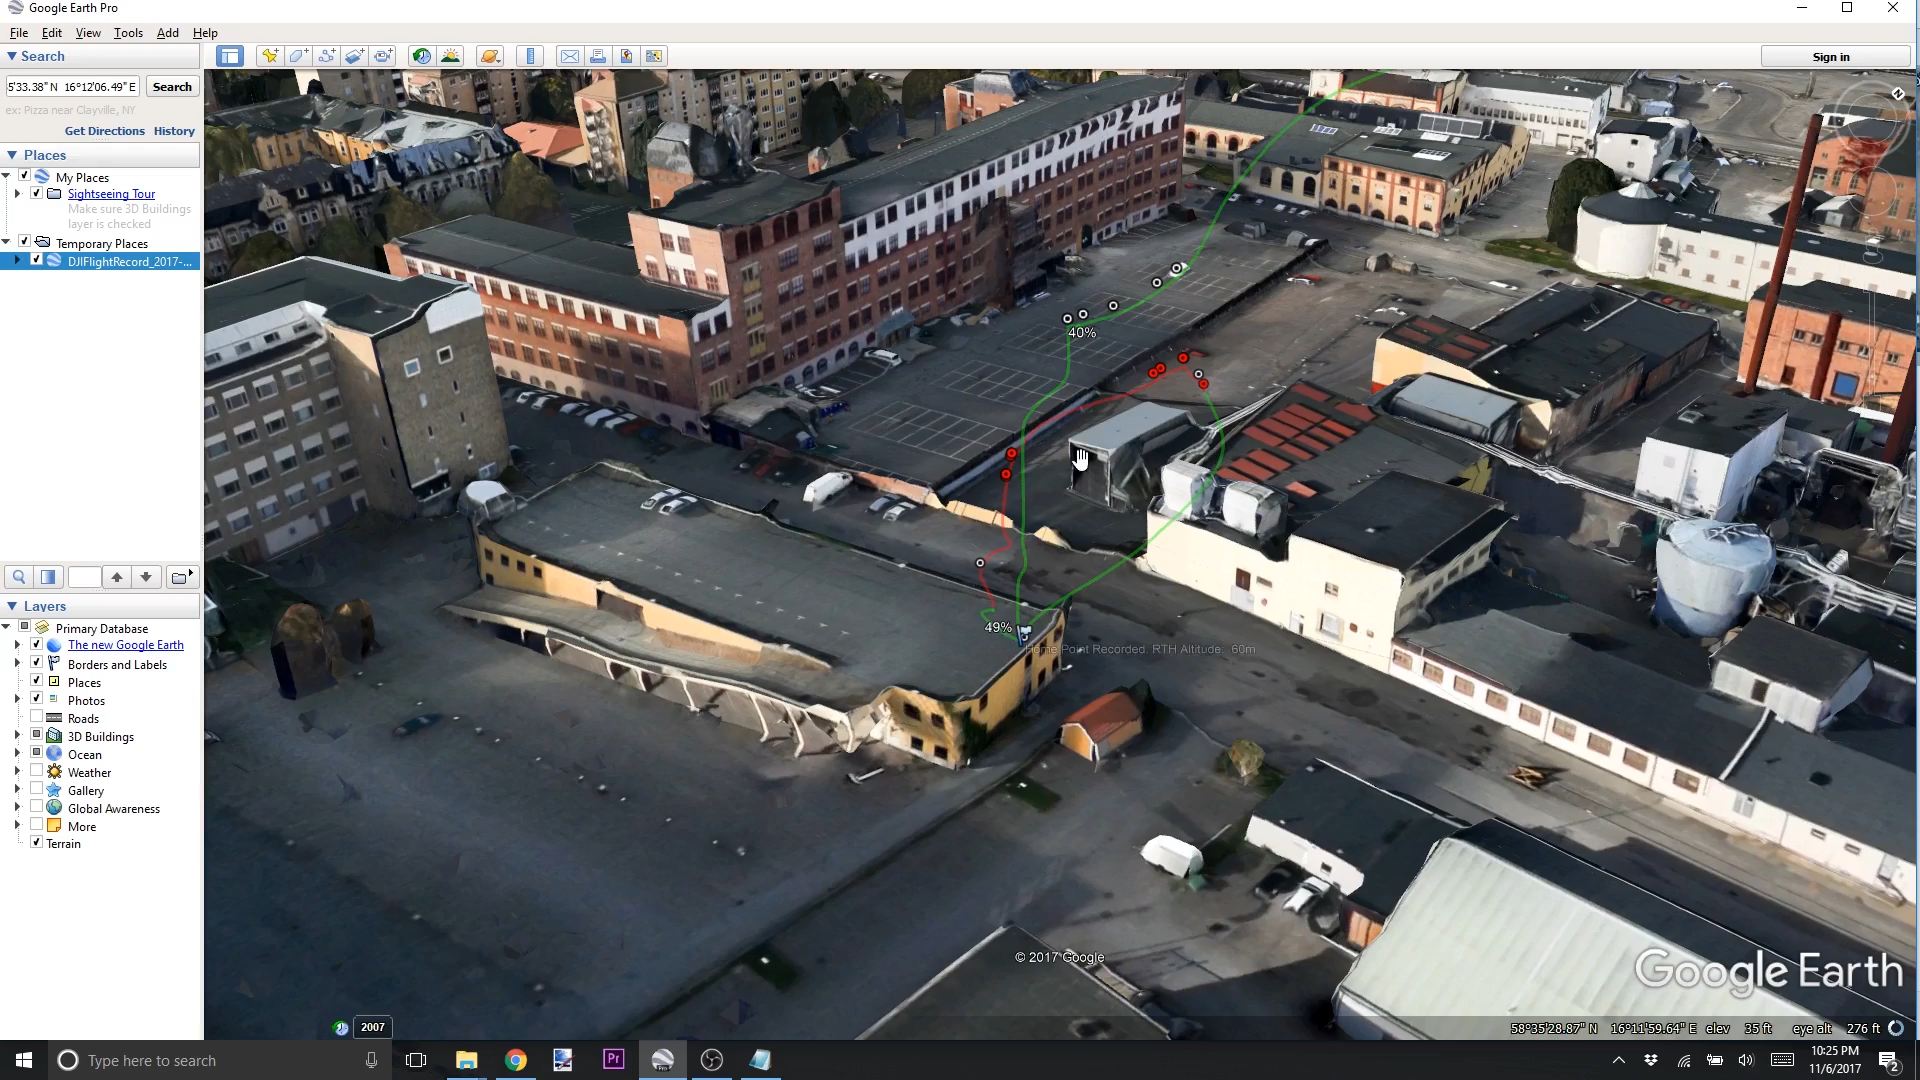 Google Earth Pro
File Edit View Tools Add Help
Search
Sign in
5'33.38"N 16°12'06.49"E
Search
ex: Pizza near Clayville, NY
Get Directions History
Places
My Places
Sightseeing Tour
Make sure 3D Buildings
layer is checked
Temporary Places
DJIFlightRecord_2017-...
40%
49%
Home Point Recorded. RTH Altitude: 60m
Layers
Primary Database
The new Google Earth
Borders and Labels
Places
Photos
Roads
3D Buildings
Ocean
Weather
Gallery
Global Awareness
More
Terrain
© 2017 Google
Google Earth
2007
58°35'28.87" N 16°11'59.64" E elev 35 ft eye alt 276 ft
Type here to search
Pr
Pro
10:25 PM
11/6/2017
2
N